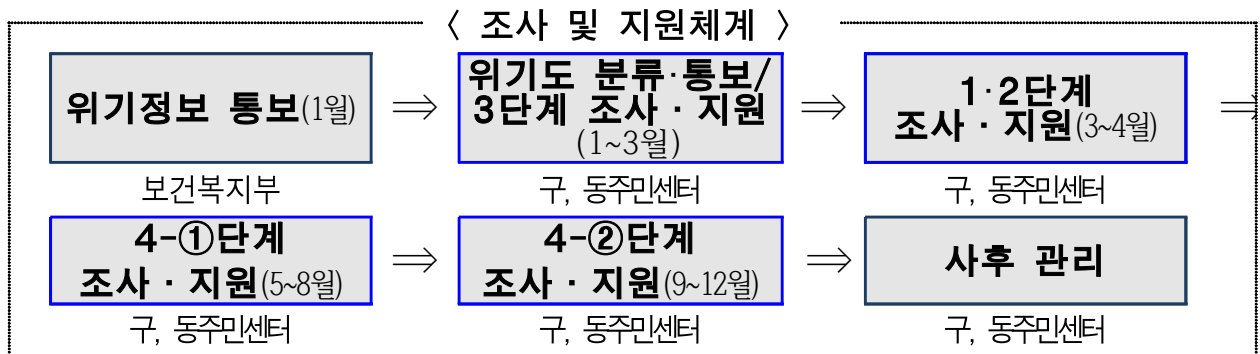 〈 조사 및 지원체계 〉
위기정보 통보(1월)
⇒
위기도 분류·통보/
3단계 조사 · 지원
(1~3월)
⇒
1·2단계
조사 · 지원(3~4월)
⇒
보건복지부
구, 동주민센터
구, 동주민센터
4-①단계
조사 · 지원(5~8월)
⇒
4-②단계
조사 · 지원(9~12월)
⇒
사후 관리
구, 동주민센터
구, 동주민센터
구, 동주민센터